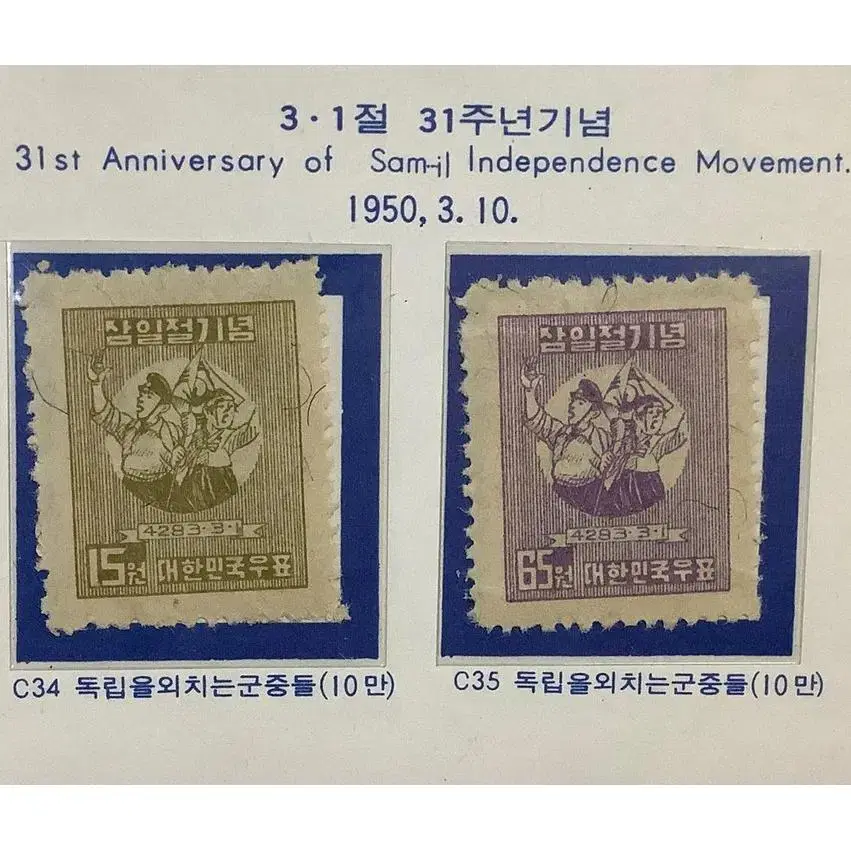 3·1절 31주년기념
31st Anniversary of Sam-il Independence Movement.
1950, 3. 10.
삼일절기념
4283·3·1
15원 대한민국우표
삼일절기념
4283·3·1
65원 대한민국우표
C34 독립을외치는군중들(10만)
C35 독립을외치는군중들(10만)